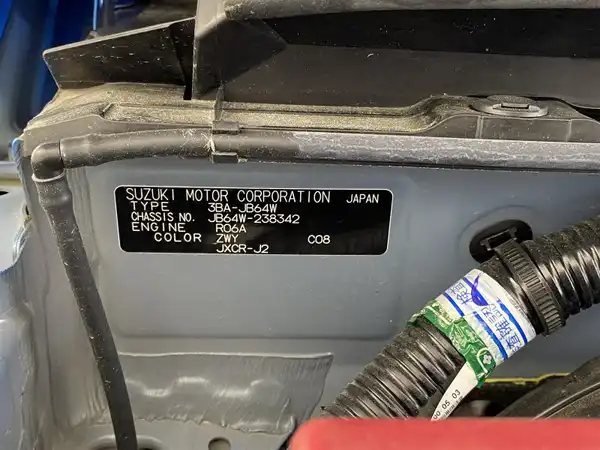 SUZUKI MOTOR CORPORATION JAPAN
TYPE 3BA-JB64W
CHASSIS NO. JB64W-238342
ENGINE R06A
COLOR ZWY C08
JXCR-J2